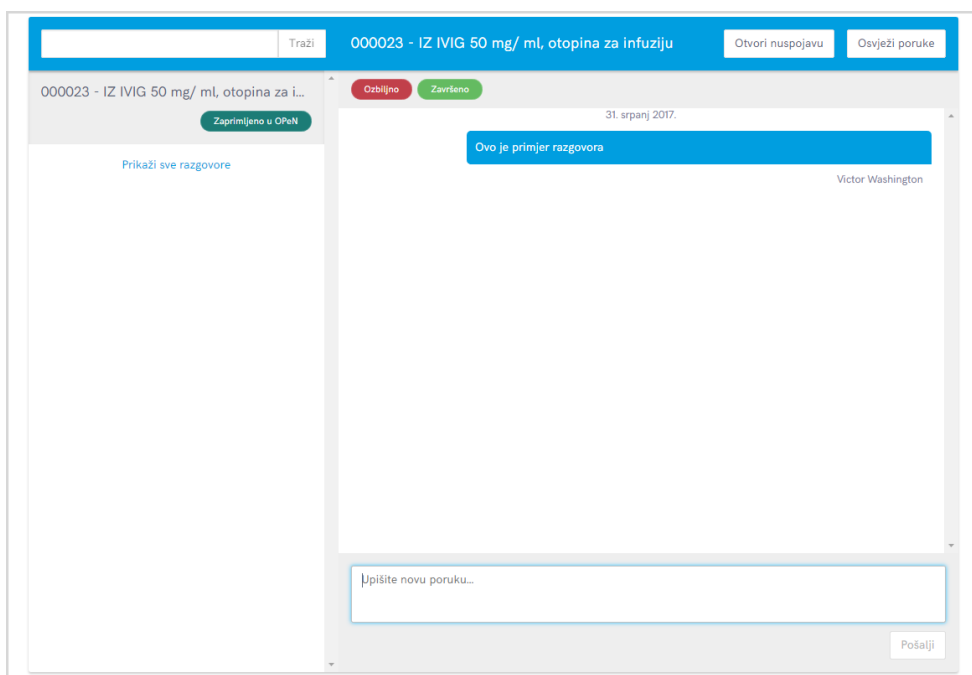 Traži
000023 - IZ IVIG 50 mg/ ml, otopina za infuziju
Otvori nuspojavu
Osvježi poruke
000023 - IZ IVIG 50 mg/ ml, otopina za i...
Zaprimljeno u OPeN
Prikaži sve razgovore
Ozbiljno
Završeno
31. srpanj 2017.
Ovo je primjer razgovora
Victor Washington
Upišite novu poruku...
Pošalji